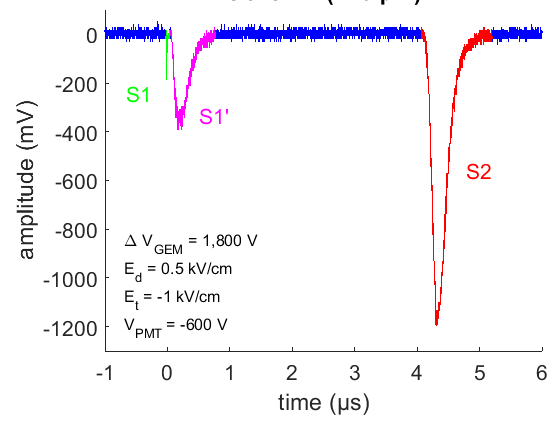 0
-200
-400
-600
-800
-1000
-1200
amplitude (mV)
S1
S1'
S2
Δ V_GEM = 1,800 V
E_d = 0.5 kV/cm
E_t = -1 kV/cm
V_PMT = -600 V
-1 0 1 2 3 4 5 6
time (μs)